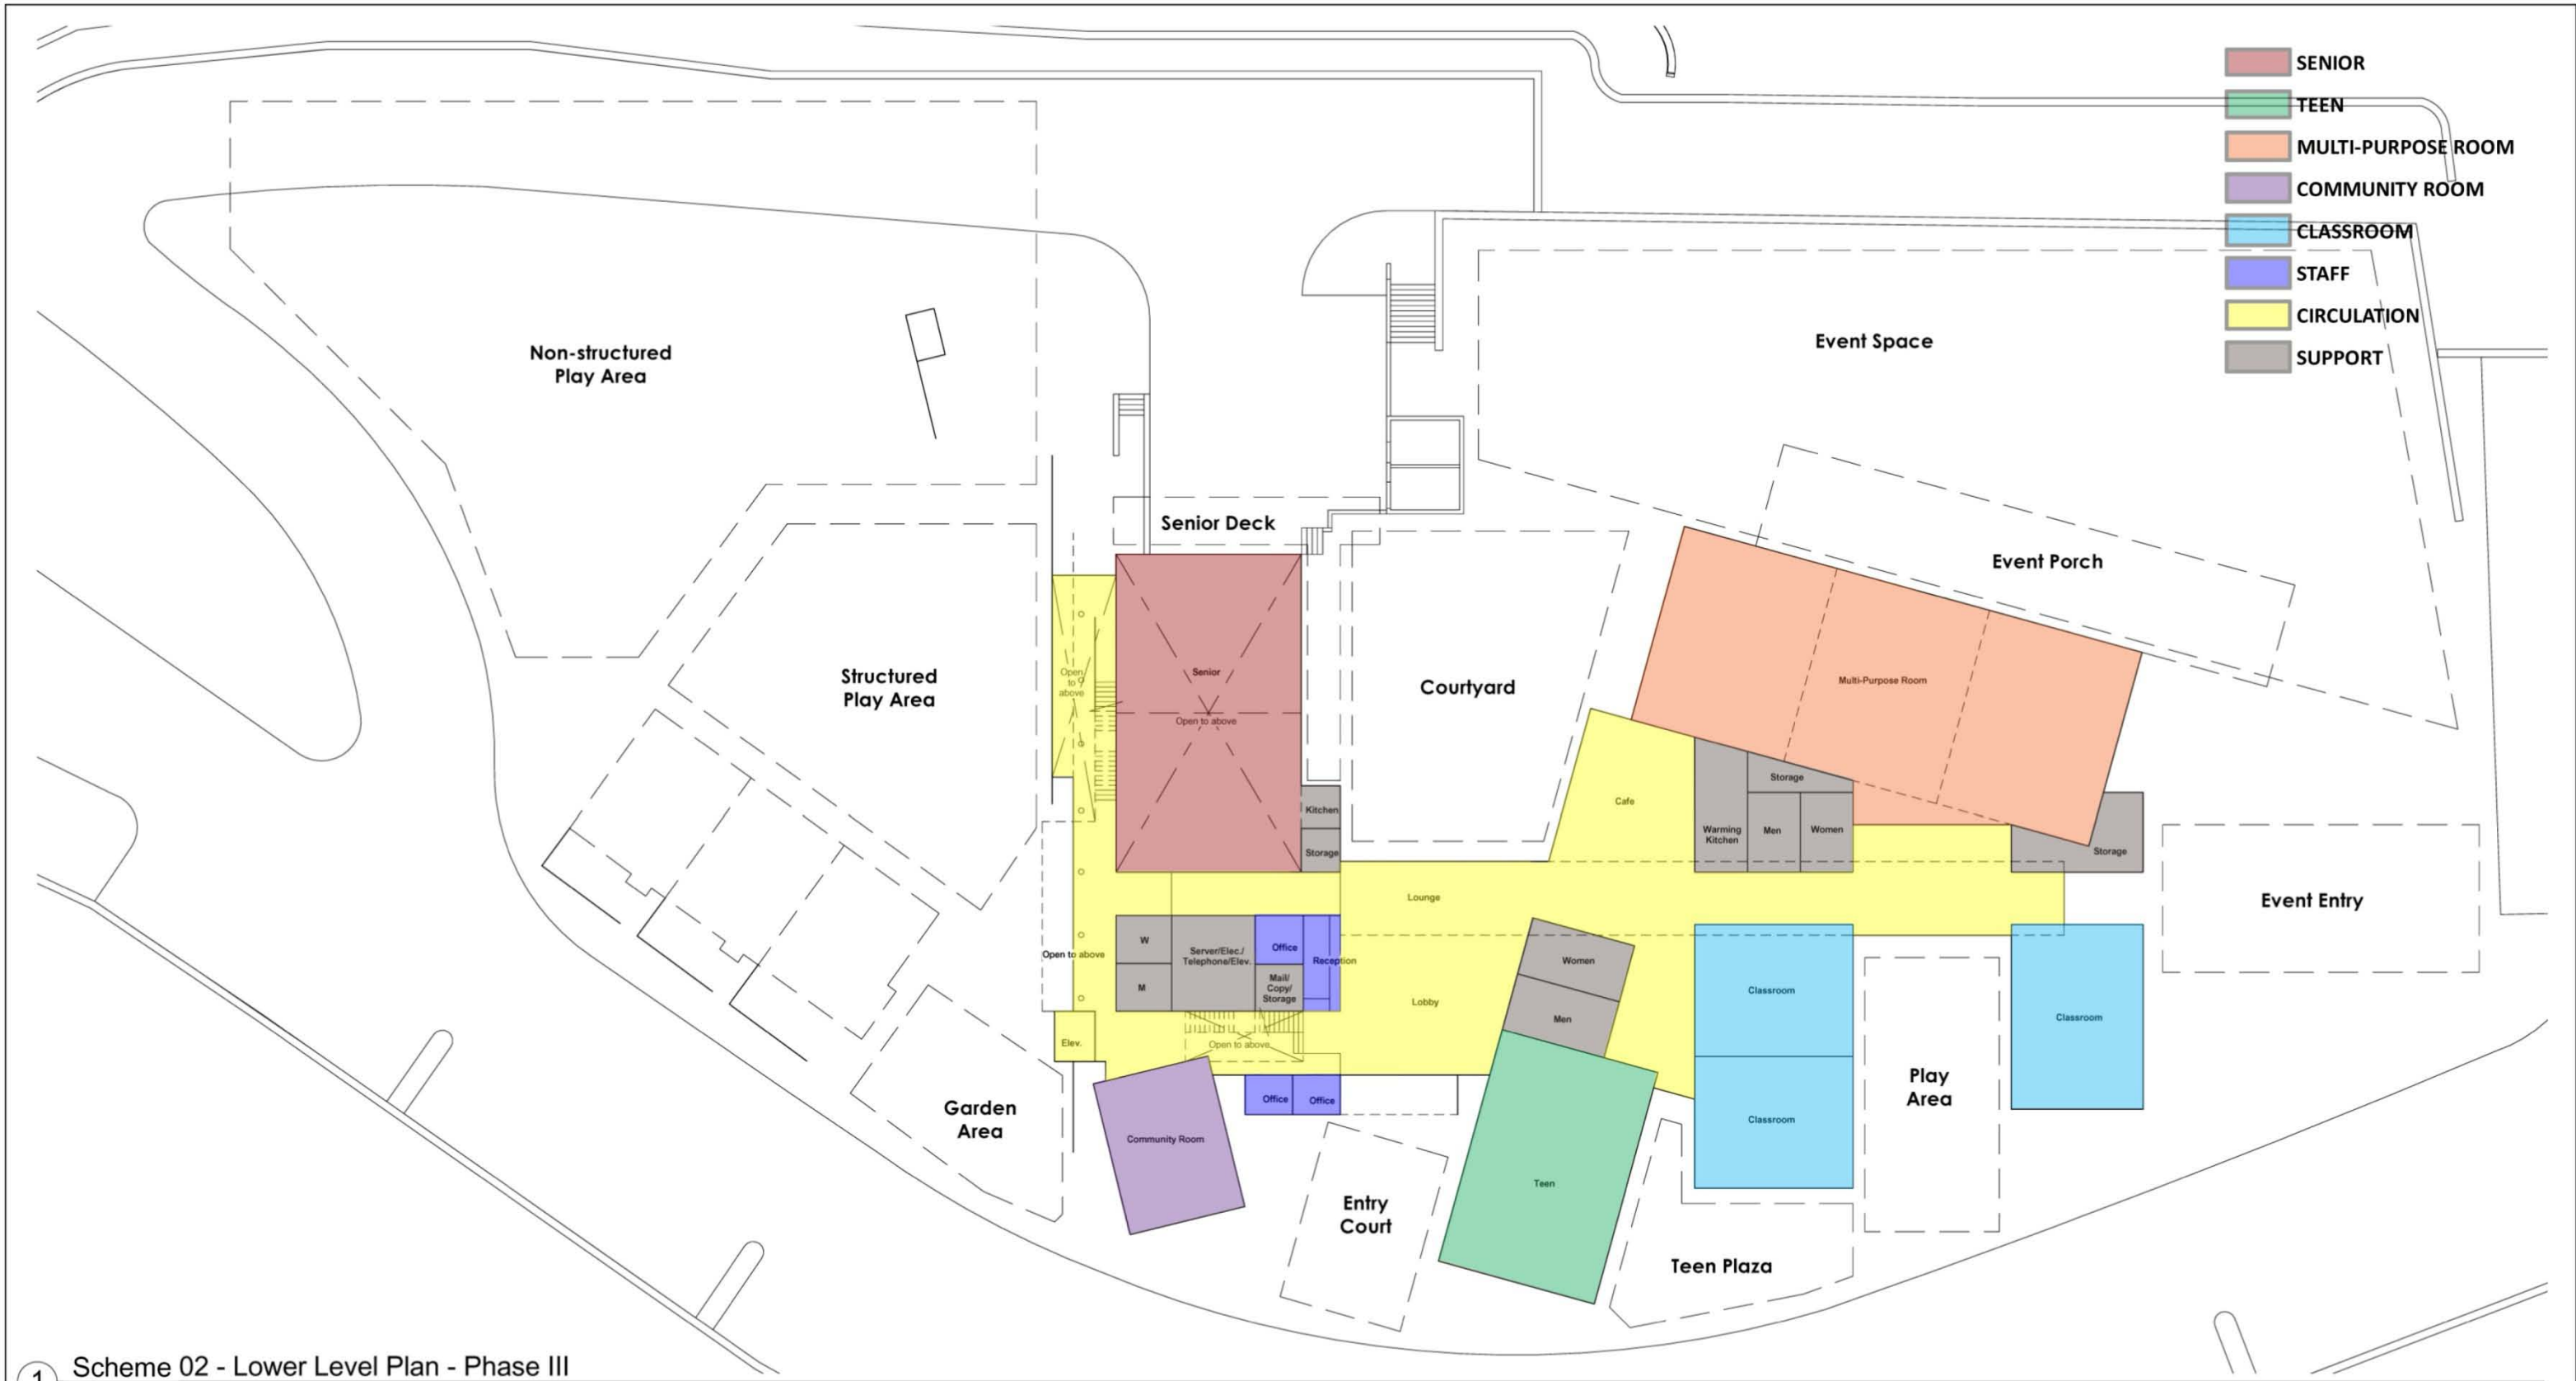 SENIOR
TEEN
MULTI-PURPOSE ROOM
COMMUNITY ROOM
CLASSROOM
STAFF
CIRCULATION
SUPPORT
Non-structured
Play Area
Event Space
Senior Deck
Event Porch
Structured
Play Area
Open
to
above
Senior
Open to above
Courtyard
Multi-Purpose Room
Kitchen
Storage
Cafe
Storage
Warming
Kitchen
Men
Women
Storage
Lounge
Event Entry
Open to above
W
M
Server/Elec./
Telephone/Elev.
Office
Mail/
Copy/
Storage
Reception
Lobby
Women
Men
Classroom
Classroom
Classroom
Elev.
Open to above
Office
Office
Community Room
Garden
Area
Play
Area
Teen
Entry
Court
Teen Plaza
1
Scheme 02 - Lower Level Plan - Phase III